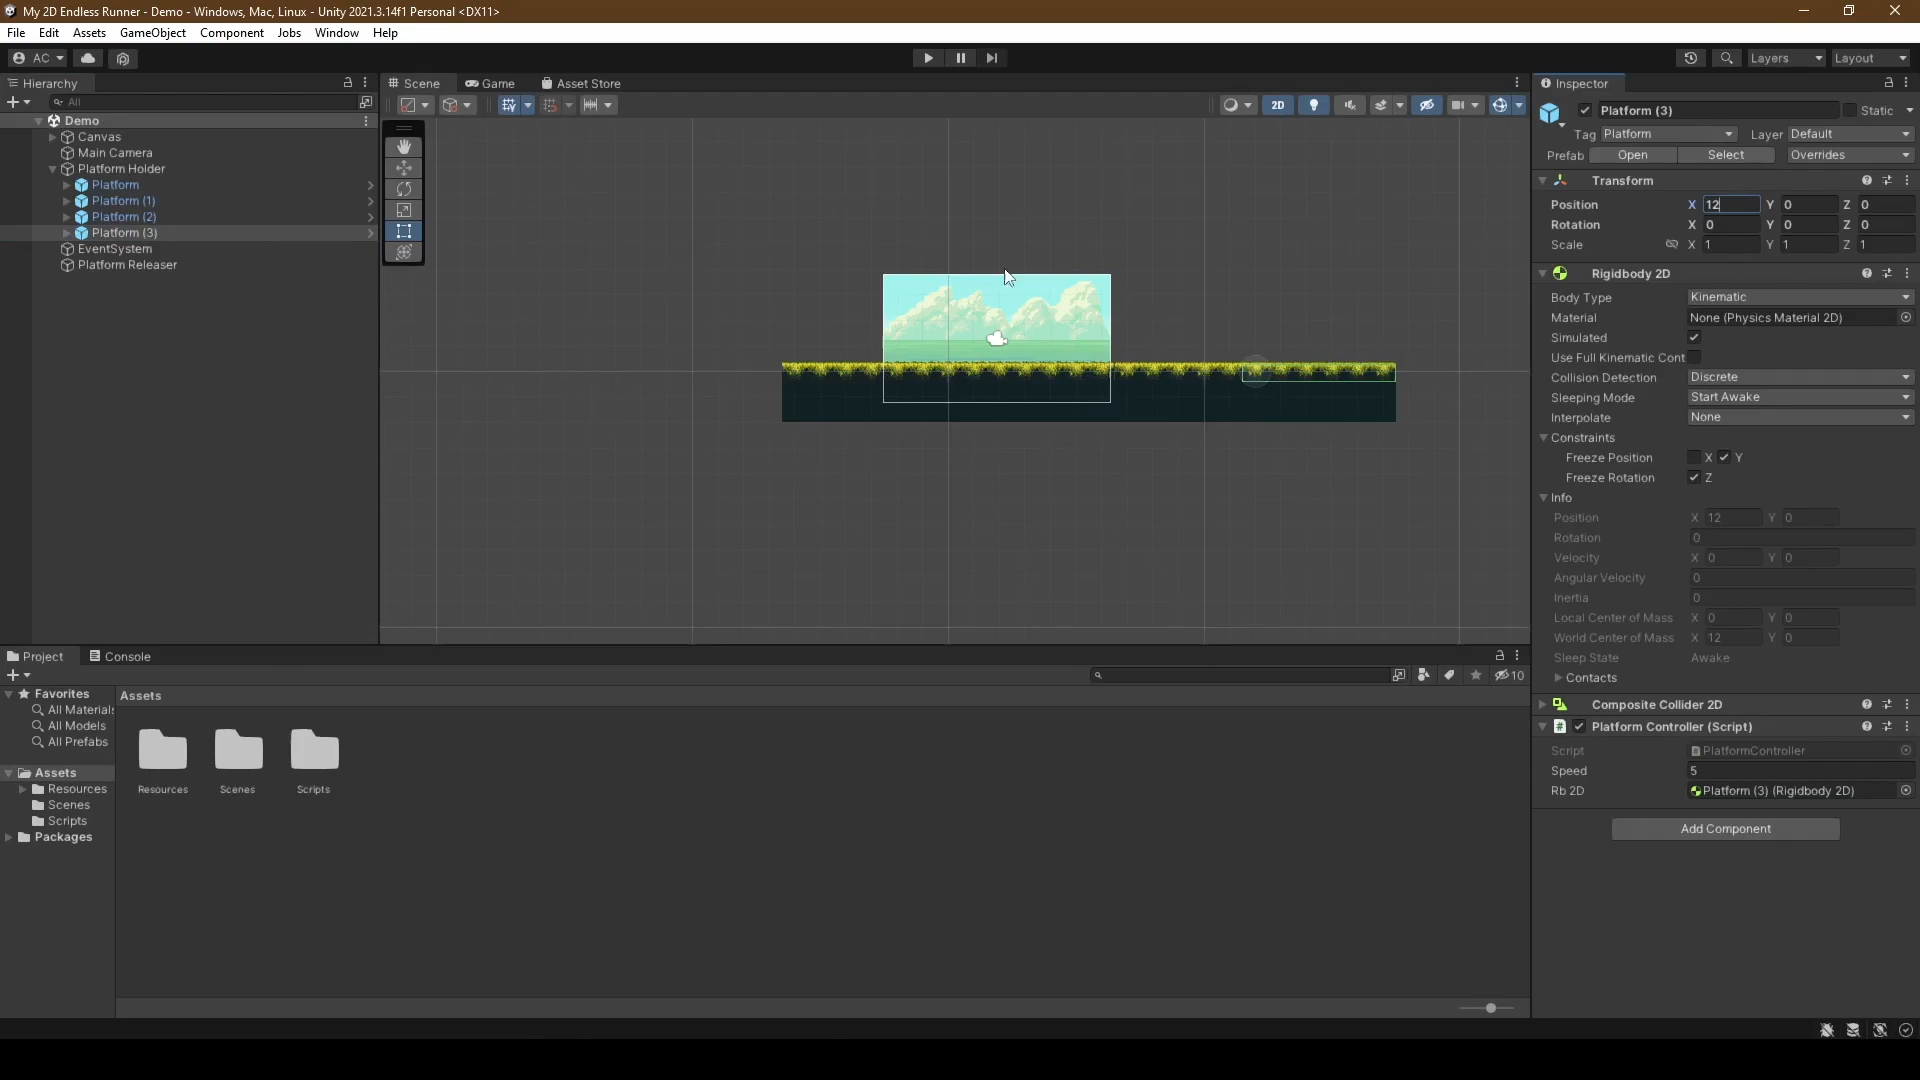 My 2D Endless Runner - Demo - Windows, Mac, Linux - Unity 2021.3.14f1 Personal <DX11>
File Edit Assets GameObject Component Jobs Window Help
AC Layers Layout
Hierarchy
All
Demo
Canvas
Main Camera
Platform Holder
Platform
Platform (1)
Platform (2)
Platform (3)
EventSystem
Platform Releaser
Scene Game Asset Store
2D
Inspector
Platform (3) Static
Tag Platform Layer Default
Prefab Open Select Overrides
Transform
Position X 12 Y 0 Z 0
Rotation X 0 Y 0 Z 0
Scale X 1 Y 1 Z 1
Rigidbody 2D
Body Type Kinematic
Material None (Physics Material 2D)
Simulated
Use Full Kinematic Cont
Collision Detection Discrete
Sleeping Mode Start Awake
Interpolate None
Constraints
Freeze Position X Y
Freeze Rotation Z
Info
Position X 12 Y 0
Rotation 0
Velocity X 0 Y 0
Angular Velocity 0
Inertia 0
Local Center of Mass X 0 Y 0
World Center of Mass X 12 Y 0
Sleep State Awake
Contacts
Composite Collider 2D
# Platform Controller (Script)
Script PlatformController
Speed 5
Rb 2D Platform (3) (Rigidbody 2D)
Add Component
Project Console
10
Favorites
All Materials
All Models
All Prefabs
Assets
Resources
Scenes
Scripts
Packages
Assets
Resources Scenes Scripts